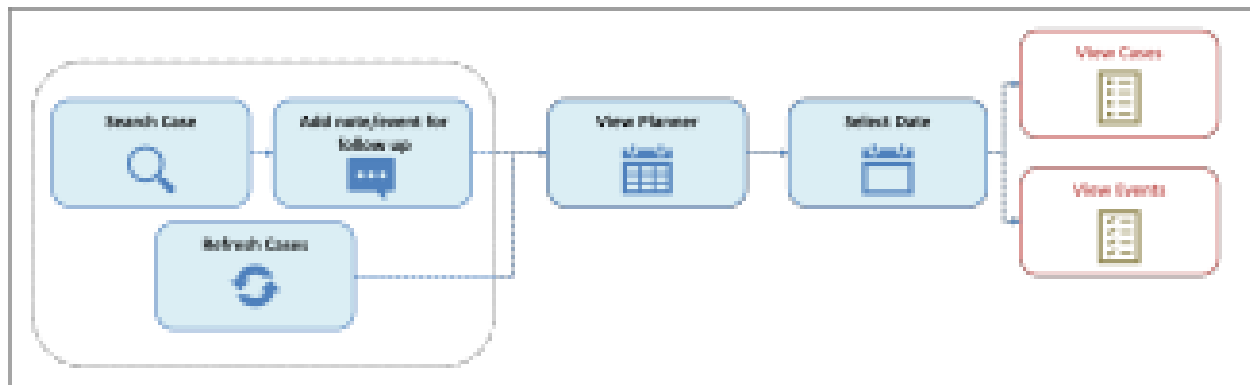 Search Case
Add note/event for
follow up
View Planner
Select Date
View Cases
View Events
Refresh Cases